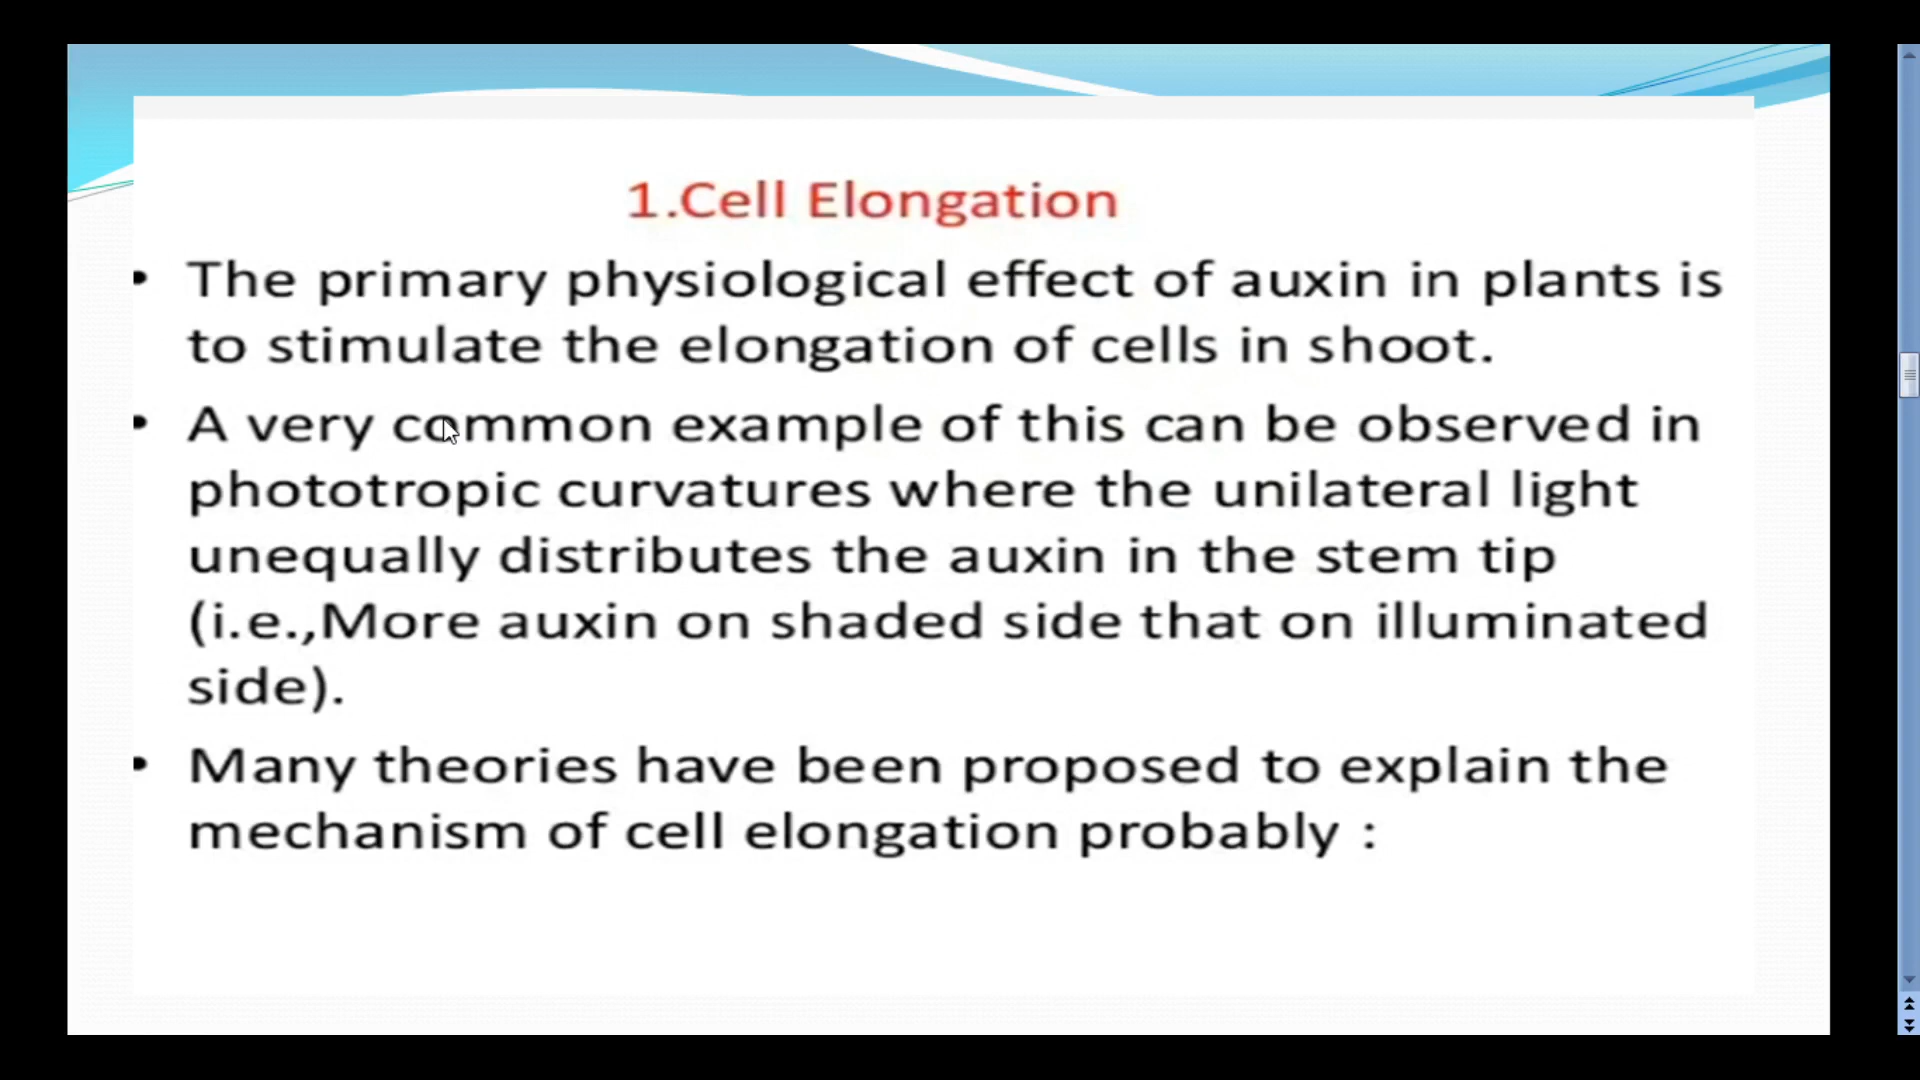 1.Cell Elongation
• The primary physiological effect of auxin in plants is
to stimulate the elongation of cells in shoot.
• A very common example of this can be observed in
phototropic curvatures where the unilateral light
unequally distributes the auxin in the stem tip
(i.e.,More auxin on shaded side that on illuminated
side).
• Many theories have been proposed to explain the
mechanism of cell elongation probably :